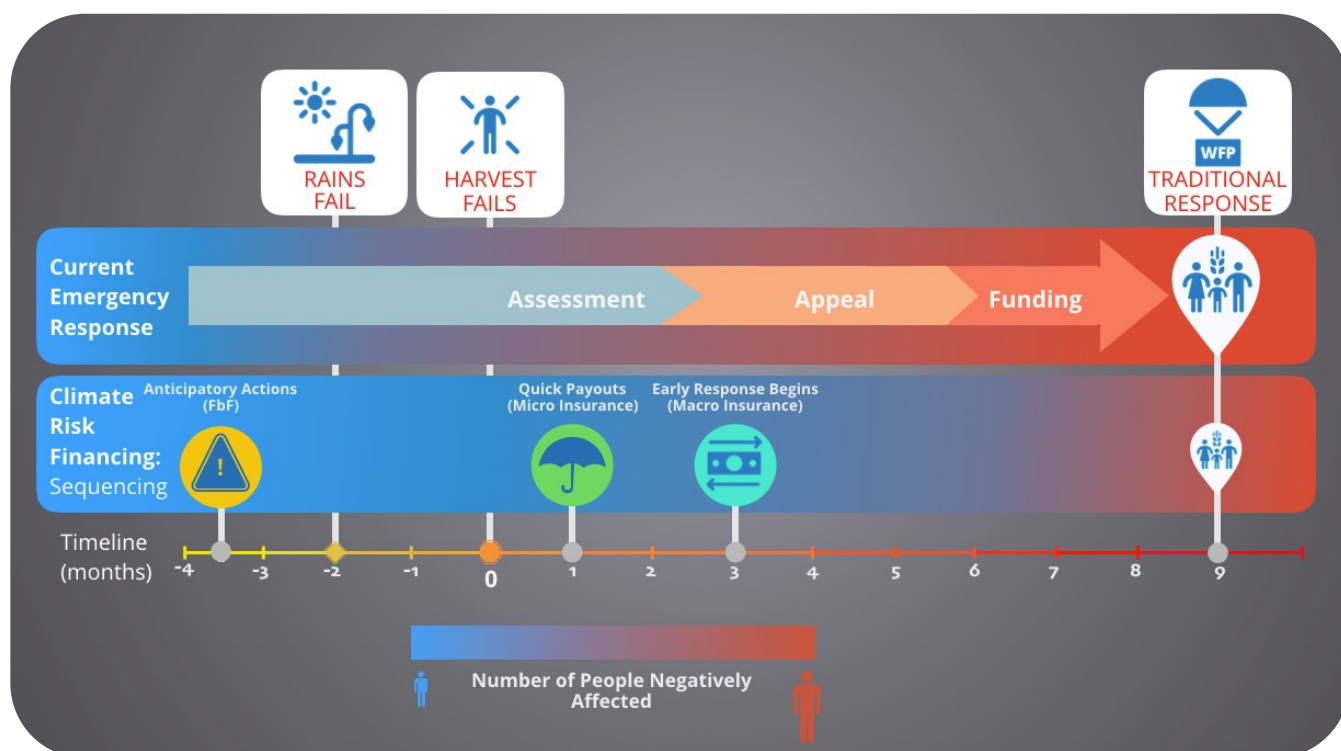 WFP
RAINS
FAIL
HARVEST
FAILS
TRADITIONAL
RESPONSE
Current
Emergency
Response
Assessment
Appeal
Funding
Climate
Risk
Financing:
Sequencing
Anticipatory Actions
(FbF)
!
Quick Payouts
(Micro Insurance)
Early Response Begins
(Macro Insurance)
Timeline
(months)
-4 -3 -2 -1 0 1 2 3 4 5 6 7 8 9
Number of People Negatively
Affected